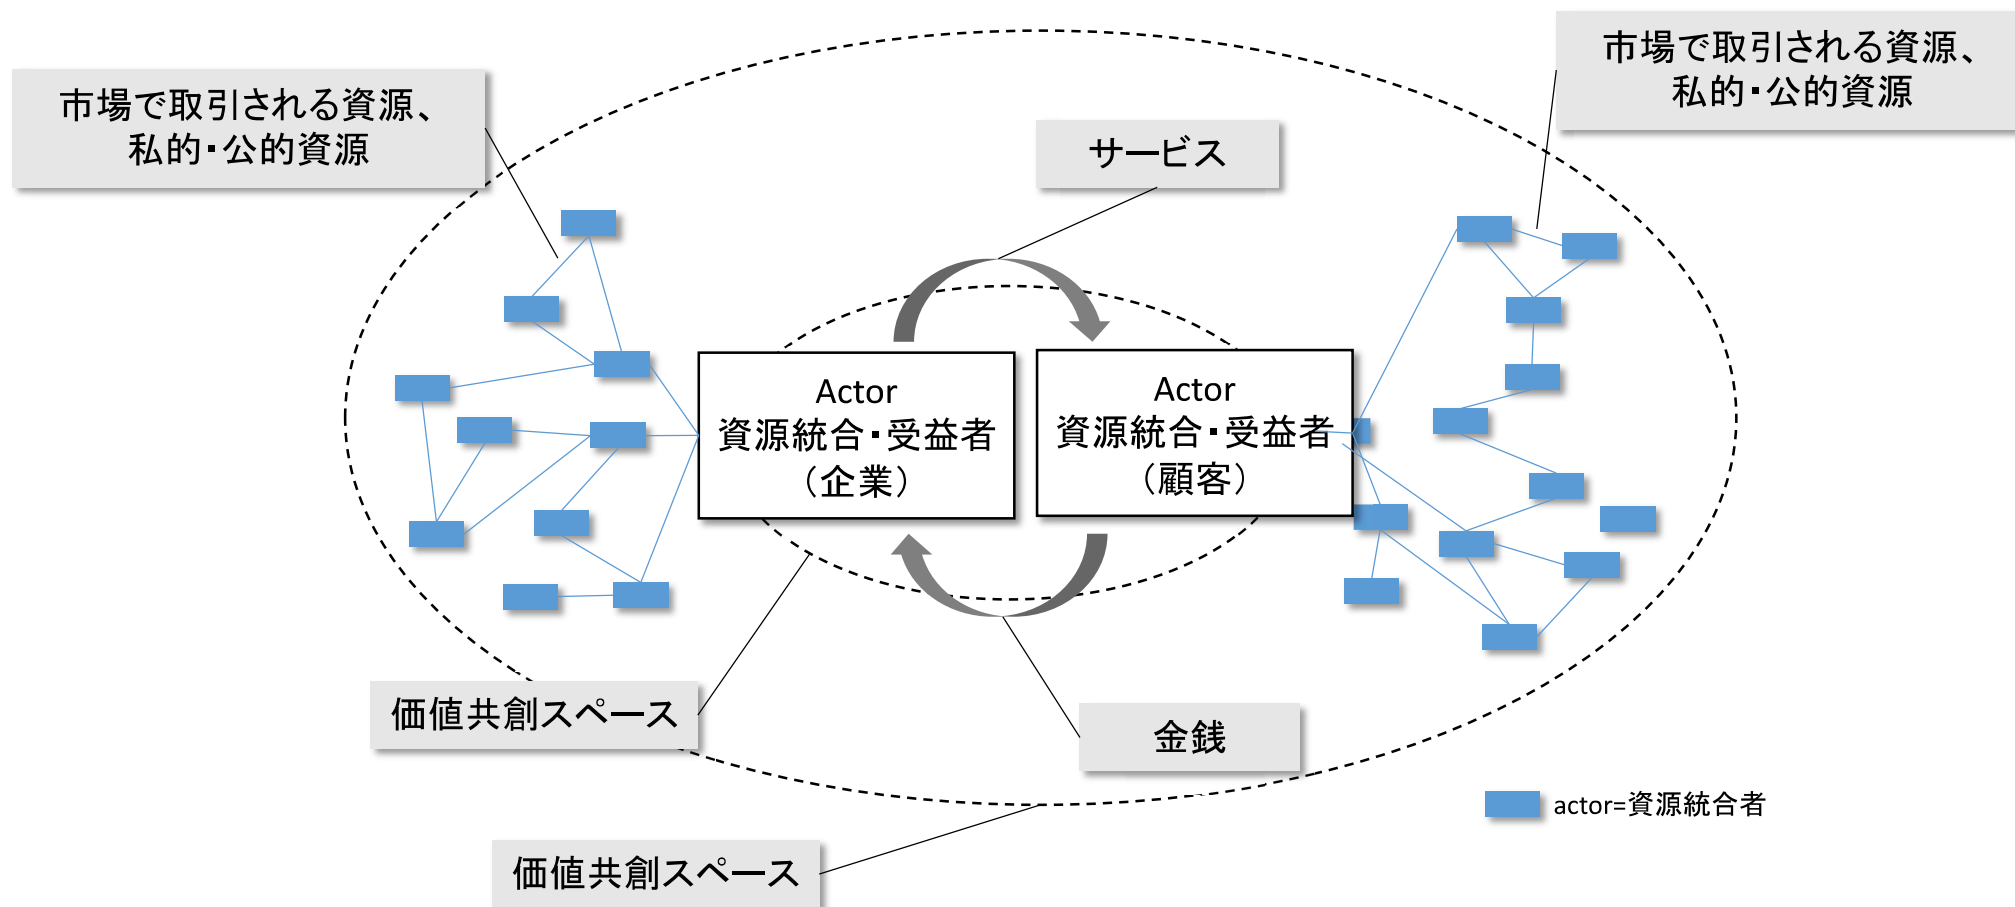 市場で取引される資源、
私的・公的資源
市場で取引される資源、
私的・公的資源
サービス
Actor
資源統合・受益者
（企業）
Actor
資源統合・受益者
（顧客）
価値共創スペース
金銭
actor=資源統合者
価値共創スペース